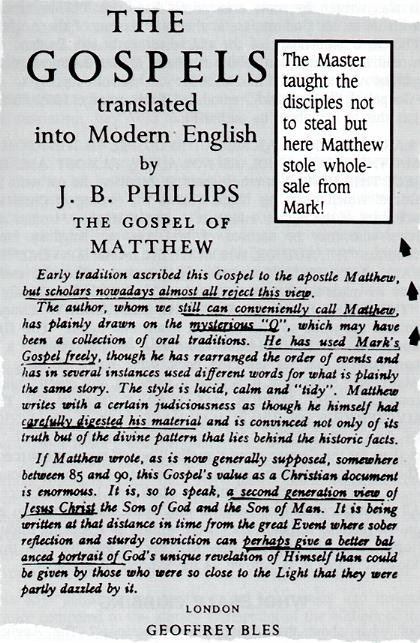 THE
GOSPELS
translated
into Modern English
by
J. B. PHILLIPS
THE GOSPEL OF
MATTHEW
The Master
taught the
disciples not
to steal but
here Matthew
stole whole-
sale from
Mark!
Early tradition ascribed this Gospel to the apostle Matthew,
but scholars nowadays almost all reject this view.
The author, whom we still can conveniently call Matthew,
has plainly drawn on the mysterious "Q", which may have
been a collection of oral traditions. He has used Mark's
Gospel freely, though he has rearranged the order of events and
has in several instances used different words for what is plainly
the same story. The style is lucid, calm and "tidy". Matthew
writes with a certain judiciousness as though he himself had
carefully digested his material and is convinced not only of its
truth but of the divine pattern that lies behind the historic facts.
If Matthew wrote, as is now generally supposed, somewhere
between 85 and 90, this Gospel's value as a Christian document
is enormous. It is, so to speak, a second generation view of
Jesus Christ the Son of God and the Son of Man. It is being
written at that distance in time from the great Event where sober
reflection and sturdy conviction can perhaps give a better bal
anced portrait of God's unique revelation of Himself than could
be given by those who were so close to the Light that they were
partly dazzled by it.
LONDON
GEOFFREY BLES